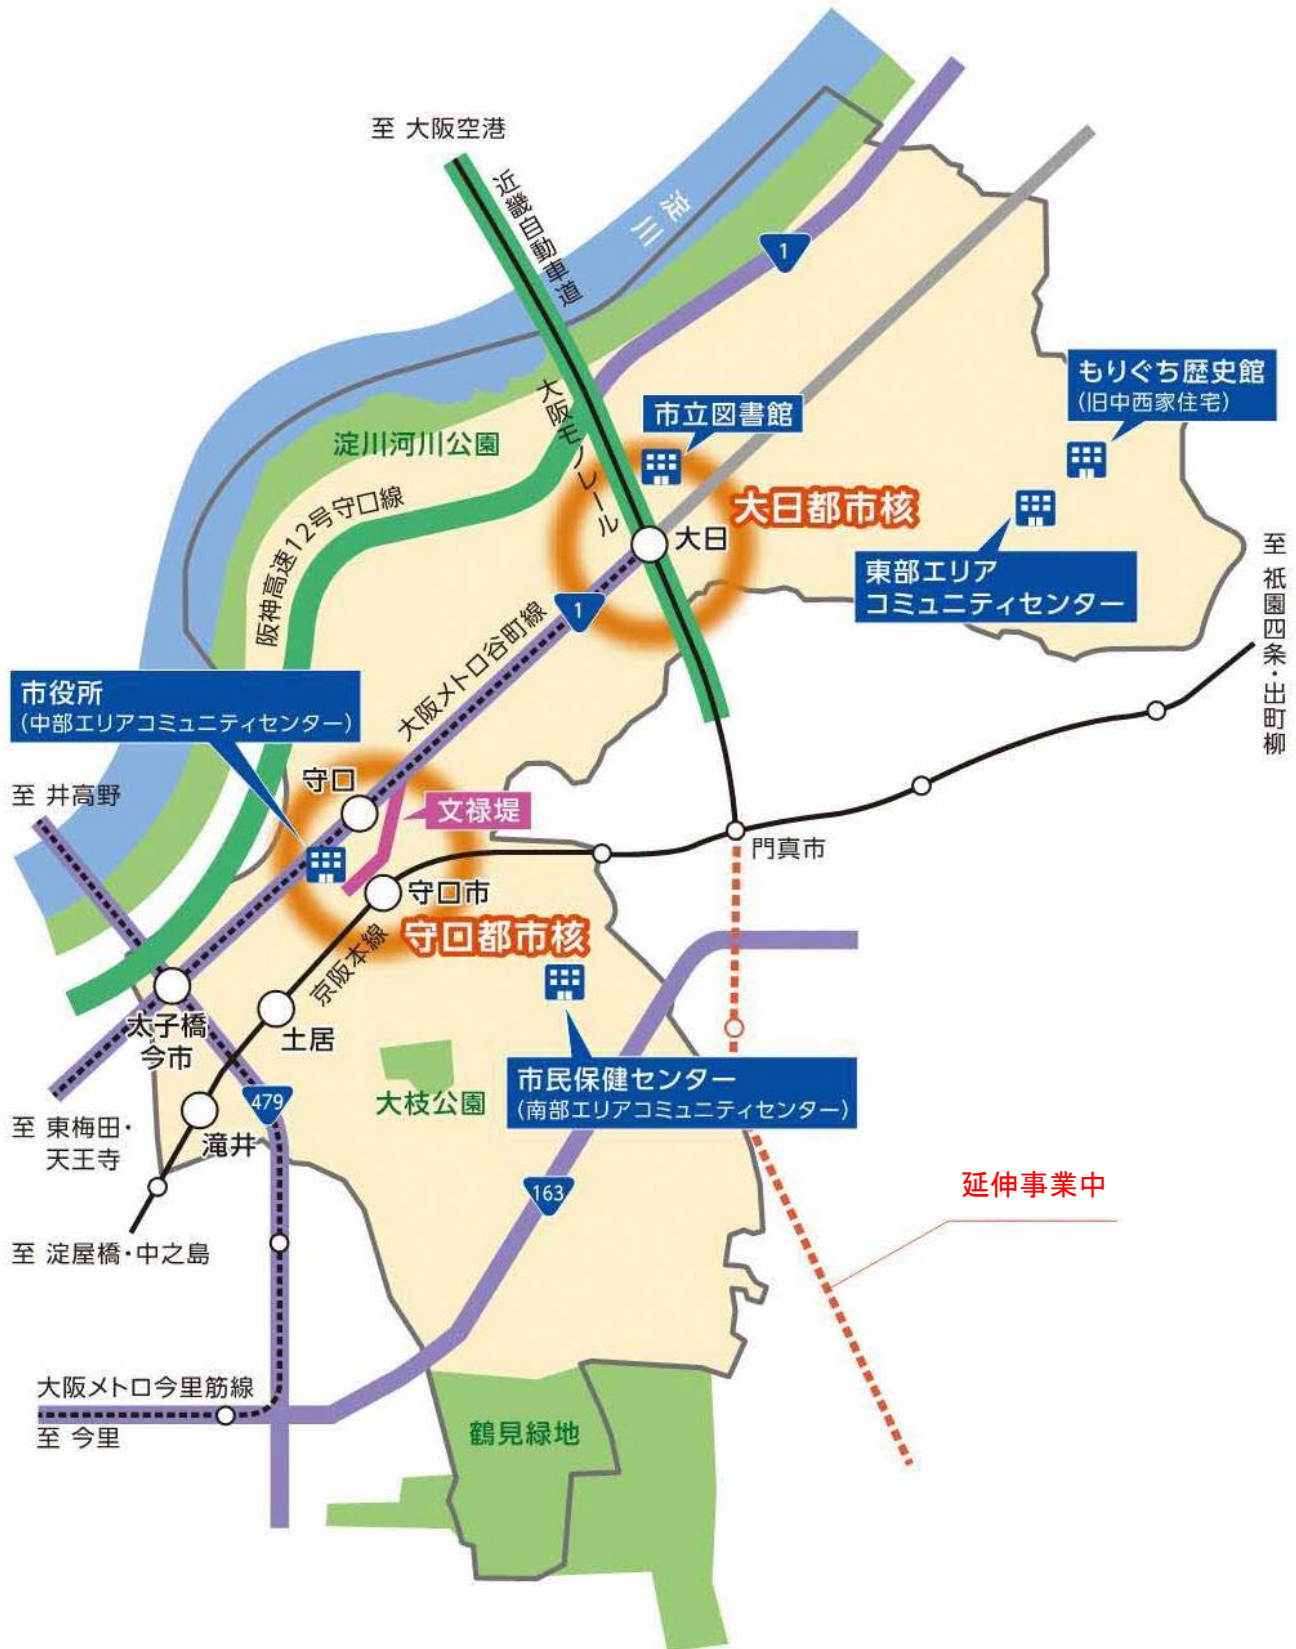 至 大阪空港
近畿自動車道
淀川
1
もりぐち歴史館
(旧中西家住宅)
市立図書館
大阪モノレール
淀川河川公園
大日都市核
阪神高速12号守口線
大日
東部エリア
コミュニティセンター
至 祇園四条・出町柳
1
大阪メトロ谷町線
市役所
(中部エリアコミュニティセンター)
守口
至 井高野
文禄堤
門真市
守口市
守口都市核
京阪本線
太子橋
今市
土居
市民保健センター
(南部エリアコミュニティセンター)
大枝公園
479
至 東梅田・
天王寺
滝井
延伸事業中
163
至 淀屋橋・中之島
大阪メトロ今里筋線
至 今里
鶴見緑地